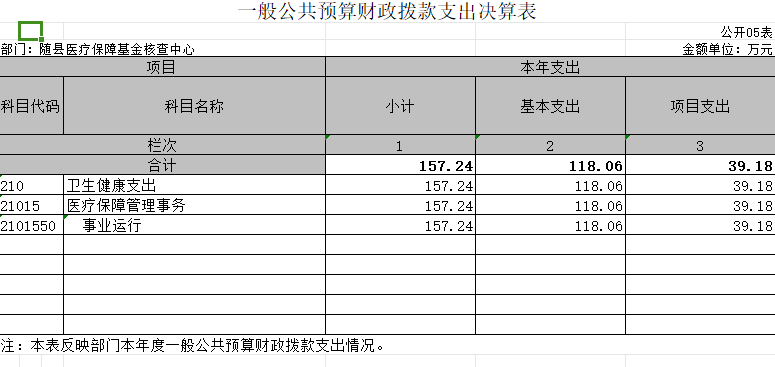 一般公共预算财政拨款支出决算表
公开05表
部门：随县医疗保障基金核查中心 金额单位：万元
项目 本年支出
科目代码 科目名称 小计 基本支出 项目支出
栏次 1 2 3
合计 157.24 118.06 39.18
210 卫生健康支出 157.24 118.06 39.18
21015 医疗保障管理事务 157.24 118.06 39.18
2101550 事业运行 157.24 118.06 39.18
注：本表反映部门本年度一般公共预算财政拨款支出情况。